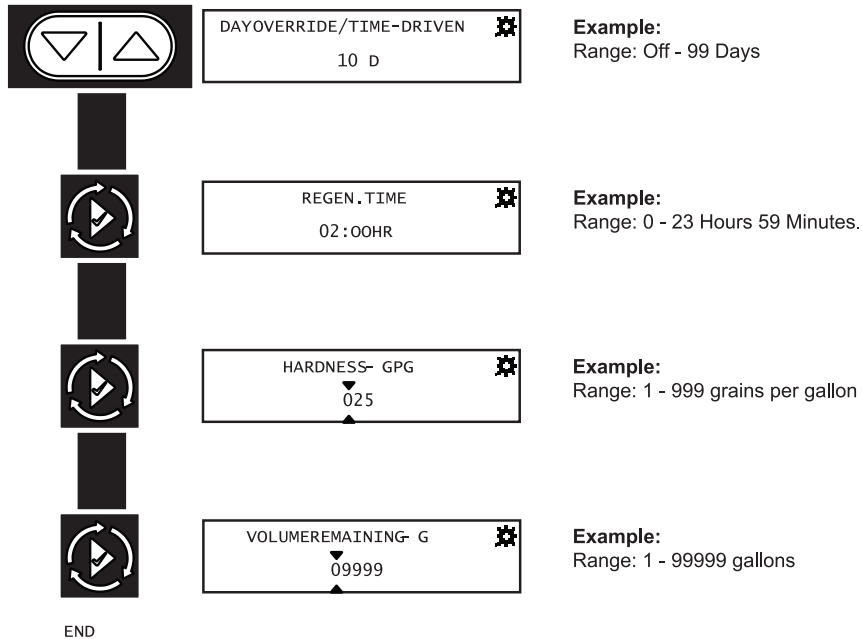 DAYOVERRIDE/TIME-DRIVEN
10 D
Example:
Range: Off - 99 Days
REGEN.TIME
02:OOHR
Example:
Range: 0 - 23 Hours 59 Minutes.
HARDNESS- GPG
025
Example:
Range: 1 - 999 grains per gallon
VOLUMEREMAINING- G
09999
Example:
Range: 1 - 99999 gallons
END